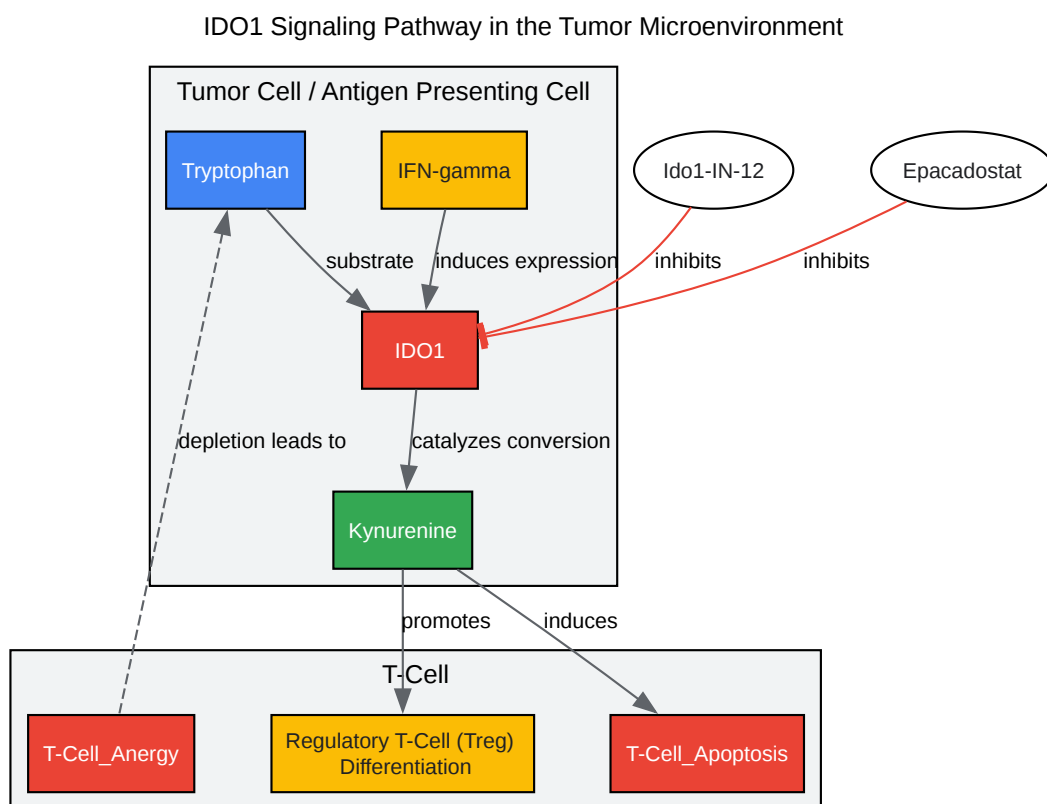 IDO1 Signaling Pathway in the Tumor Microenvironment
Tumor Cell / Antigen Presenting Cell
Tryptophan
IFN-gamma
Ido1-IN-12
Epacadostat
substrate
induces expression
inhibits
inhibits
IDO1
depletion leads to
catalyzes conversion
Kynurenine
promotes
induces
T-Cell
T-Cell_Anergy
Regulatory T-Cell (Treg)
Differentiation
T-Cell_Apoptosis